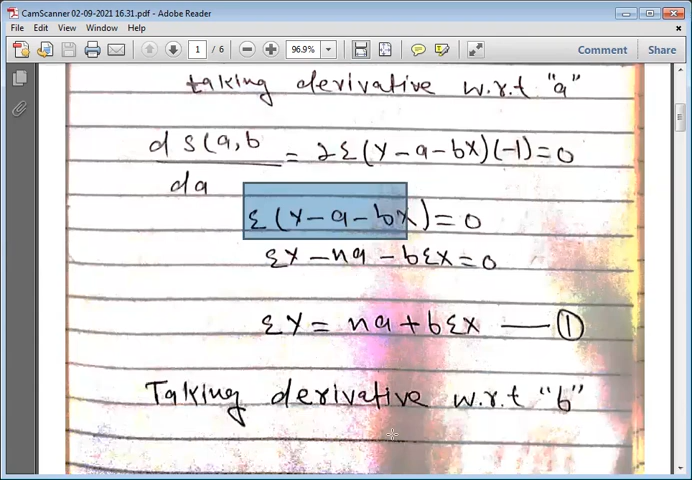 CamScanner 02-09-2021 16.31.pdf - Adobe Reader
File Edit View Window Help
1 / 6 96.9% Comment Share
taking derivative w.r.t "a"
d S(a,b = 2Σ(Y-a-bX)(-1)=0
da
Σ(Y-a-bX)=0
ΣY-na-bΣX=0
ΣY = na+bΣX — ①
Taking derivative w.r.t "b"